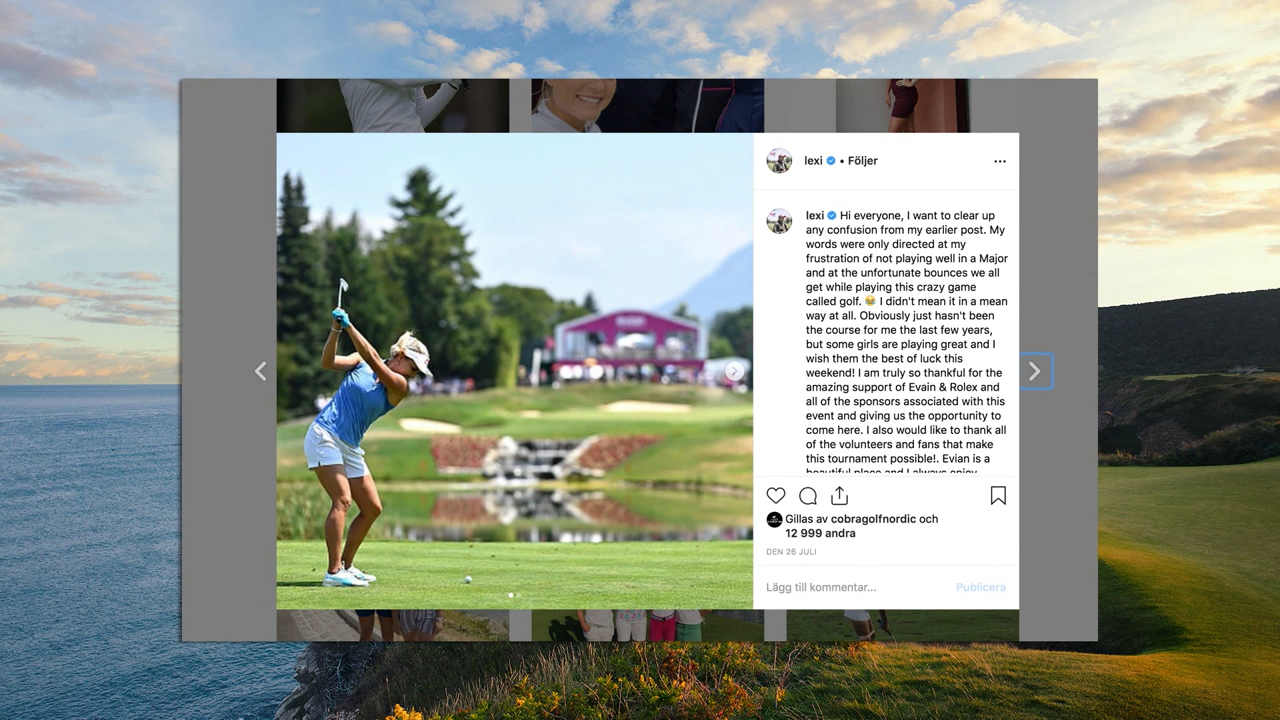 lexi • Följer
lexi Hi everyone, I want to clear up
any confusion from my earlier post. My
words were only directed at my
frustration of not playing well in a Major
and at the unfortunate bounces we all
get while playing this crazy game
called golf. 😂 I didn't mean it in a mean
way at all. Obviously just hasn't been
the course for me the last few years,
but some girls are playing great and I
wish them the best of luck this
weekend! I am truly so thankful for the
amazing support of Evain & Rolex and
all of the sponsors associated with this
event and giving us the opportunity to
come here. I also would like to thank all
of the volunteers and fans that make
this tournament possible!. Evian is a
beautiful place and I always enjoy
Gillas av cobragolfnordic och
12 999 andra
DEN 26 JULI
Lägg till kommentar...
Publicera